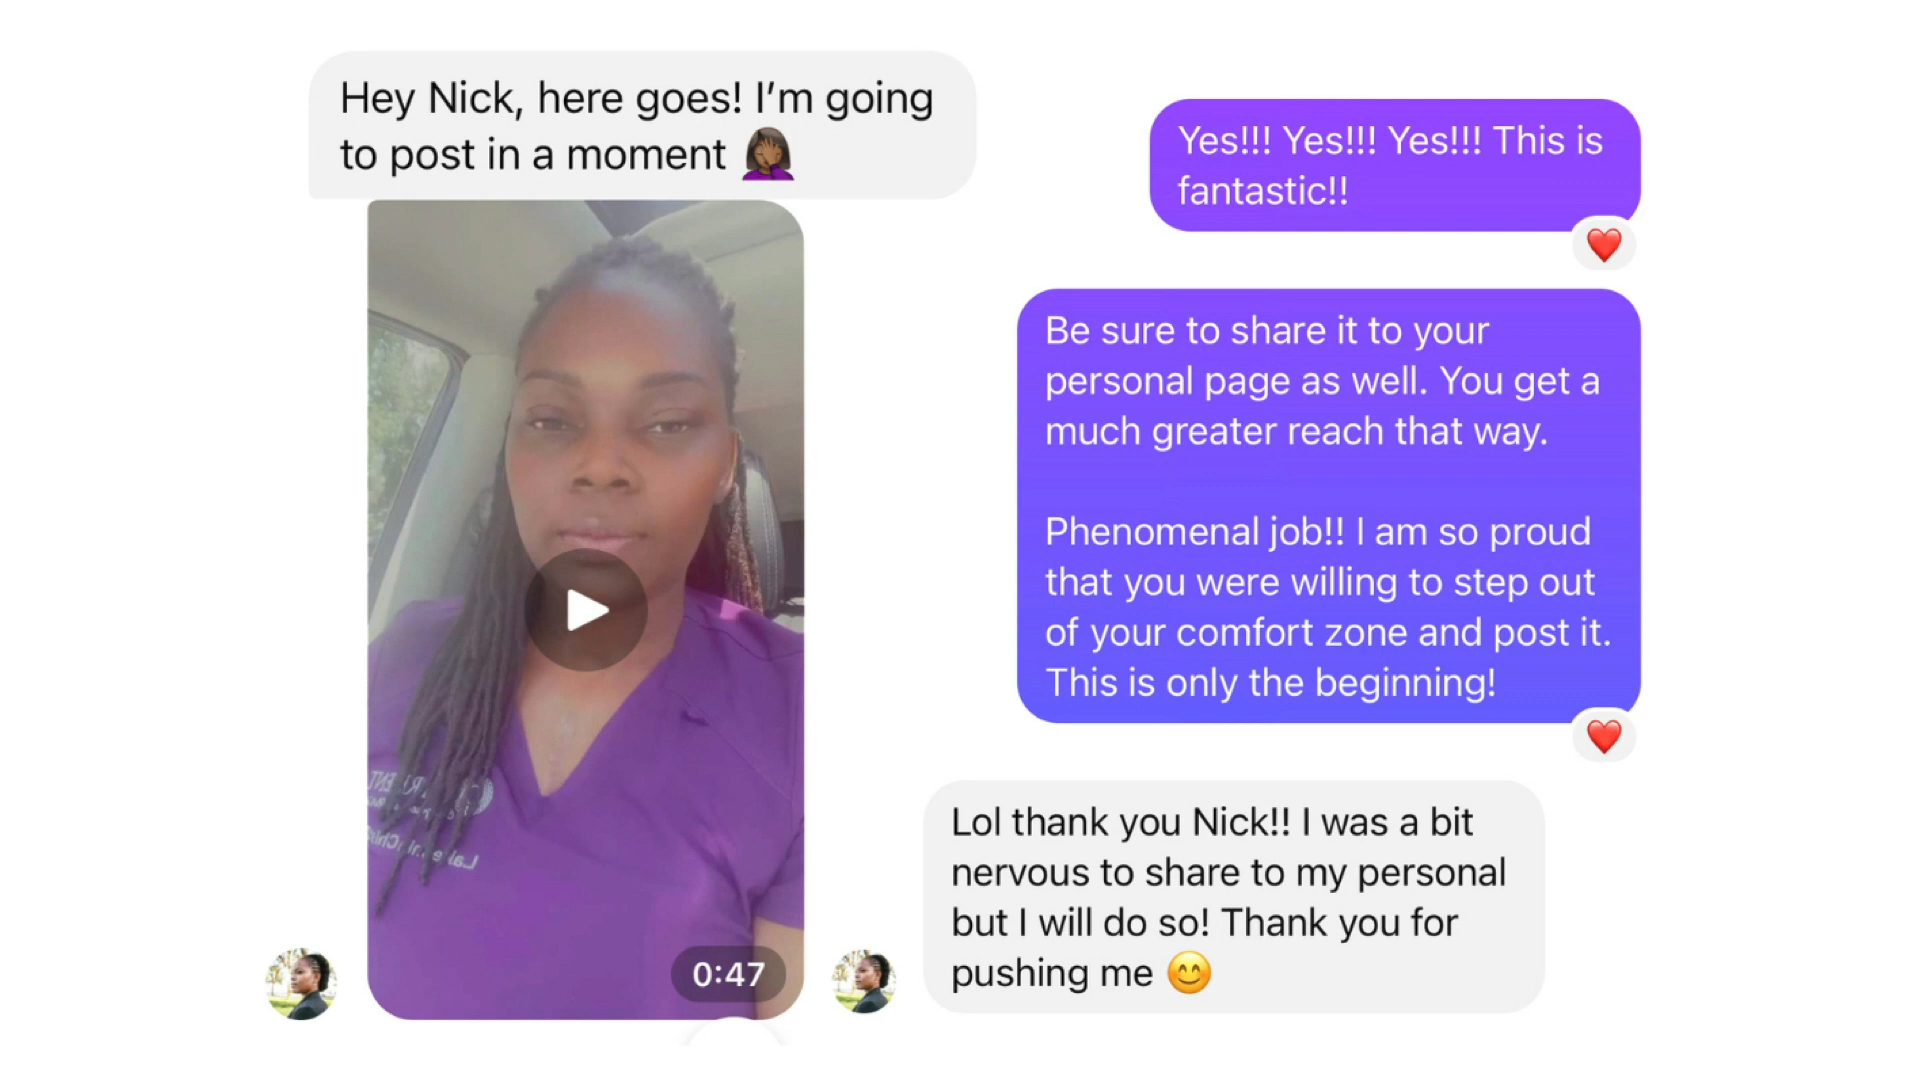 Hey Nick, here goes! I’m going
to post in a moment 🤦🏾‍♀️
0:47
Yes!!! Yes!!! Yes!!! This is
fantastic!!
❤️
Be sure to share it to your
personal page as well. You get a
much greater reach that way.
Phenomenal job!! I am so proud
that you were willing to step out
of your comfort zone and post it.
This is only the beginning!
❤️
Lol thank you Nick!! I was a bit
nervous to share to my personal
but I will do so! Thank you for
pushing me 😊